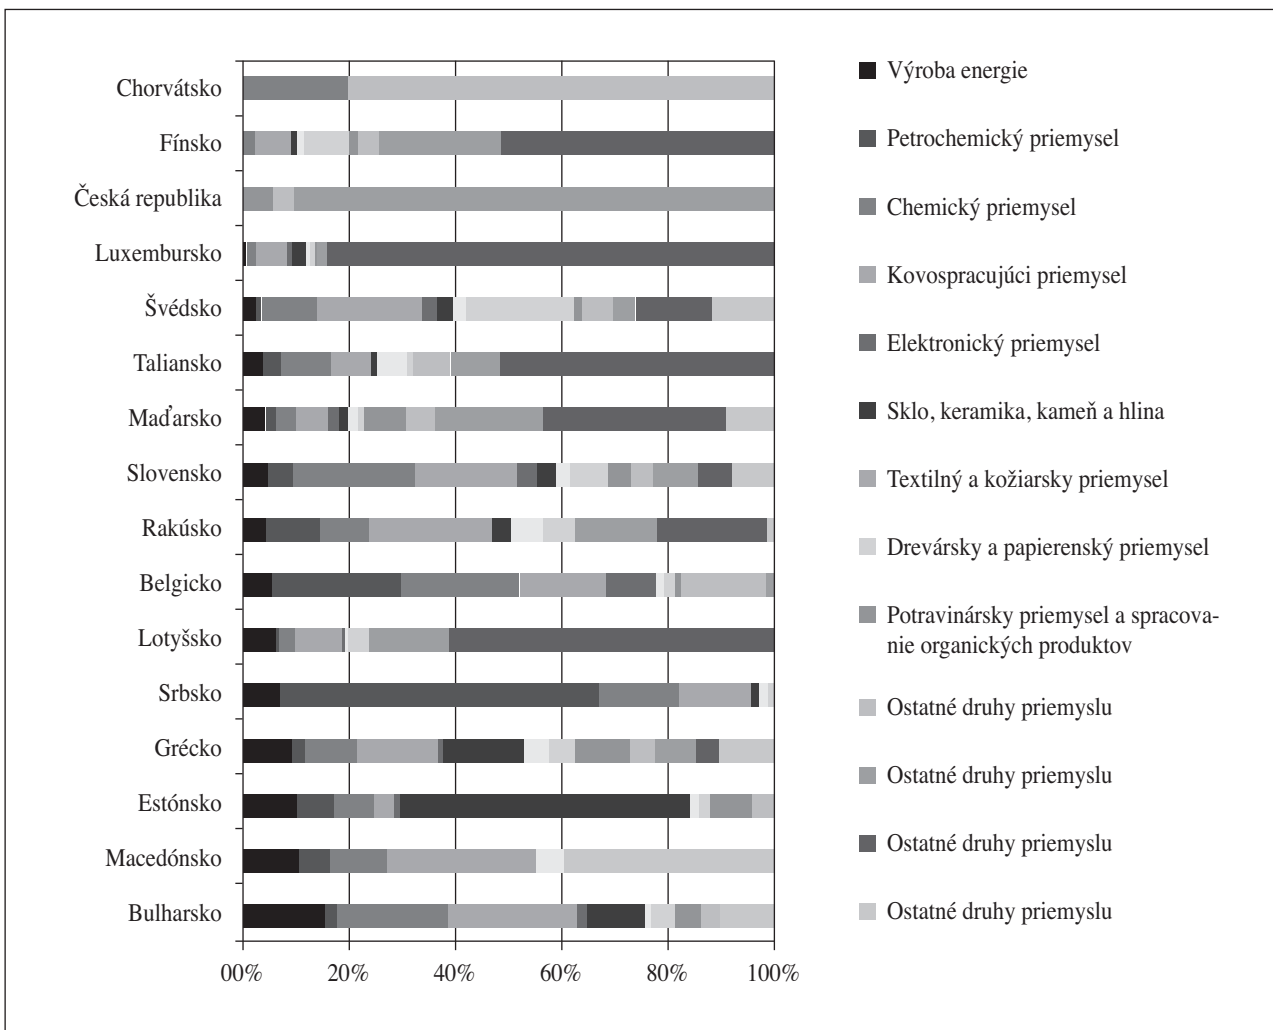 Chorvátsko
Fínsko
Česká republika
Luxembursko
Švédsko
Taliansko
Maďarsko
Slovensko
Rakúsko
Belgicko
Lotyšsko
Srbsko
Grécko
Estónsko
Macedónsko
Bulharsko
00% 20% 40% 60% 80% 100%
Výroba energie
Petrochemický priemysel
Chemický priemysel
Kovospracujúci priemysel
Elektronický priemysel
Sklo, keramika, kameň a hlina
Textilný a kožiarsky priemysel
Drevársky a papierenský priemysel
Potravinársky priemysel a spracova-
nie organických produktov
Ostatné druhy priemyslu
Ostatné druhy priemyslu
Ostatné druhy priemyslu
Ostatné druhy priemyslu